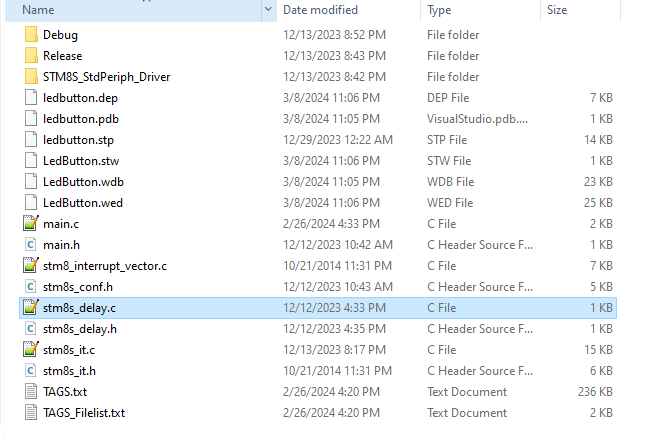 Name Date modified Type Size
Debug 12/13/2023 8:52 PM File folder
Release 12/13/2023 8:43 PM File folder
STM8S_StdPeriph_Driver 12/13/2023 8:42 PM File folder
ledbutton.dep 3/8/2024 11:06 PM DEP File 7 KB
ledbutton.pdb 3/8/2024 11:05 PM VisualStudio.pdb.... 1 KB
ledbutton.stp 12/29/2023 12:22 AM STP File 14 KB
LedButton.stw 3/8/2024 11:06 PM STW File 1 KB
LedButton.wdb 3/8/2024 11:05 PM WDB File 23 KB
LedButton.wed 3/8/2024 11:06 PM WED File 25 KB
main.c 2/26/2024 4:33 PM C File 2 KB
main.h 12/12/2023 10:42 AM C Header Source F... 1 KB
stm8_interrupt_vector.c 10/21/2014 11:31 PM C File 7 KB
stm8s_conf.h 12/12/2023 10:43 AM C Header Source F... 5 KB
stm8s_delay.c 12/12/2023 4:33 PM C File 1 KB
stm8s_delay.h 12/12/2023 4:35 PM C Header Source F... 1 KB
stm8s_it.c 12/13/2023 8:17 PM C File 15 KB
stm8s_it.h 10/21/2014 11:31 PM C Header Source F... 6 KB
TAGS.txt 2/26/2024 4:20 PM Text Document 236 KB
TAGS_Filelist.txt 2/26/2024 4:20 PM Text Document 2 KB